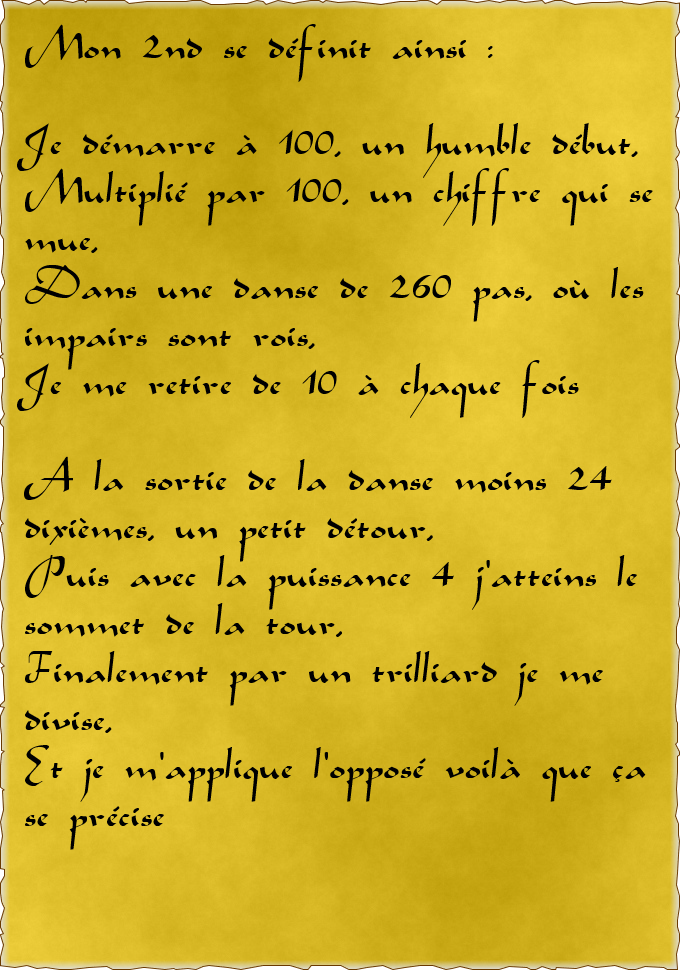 Mon 2nd se définit ainsi :
Je démarre à 100, un humble début,
Multiplié par 100, un chiffre qui se
mue,
Dans une danse de 260 pas, où les
impairs sont rois,
Je me retire de 10 à chaque fois
A la sortie de la danse moins 24
dixièmes, un petit détour,
Puis avec la puissance 4 j'atteins le
sommet de la tour,
Finalement par un trilliard je me
divise,
Et je m'applique l'opposé voilà que ça
se précise